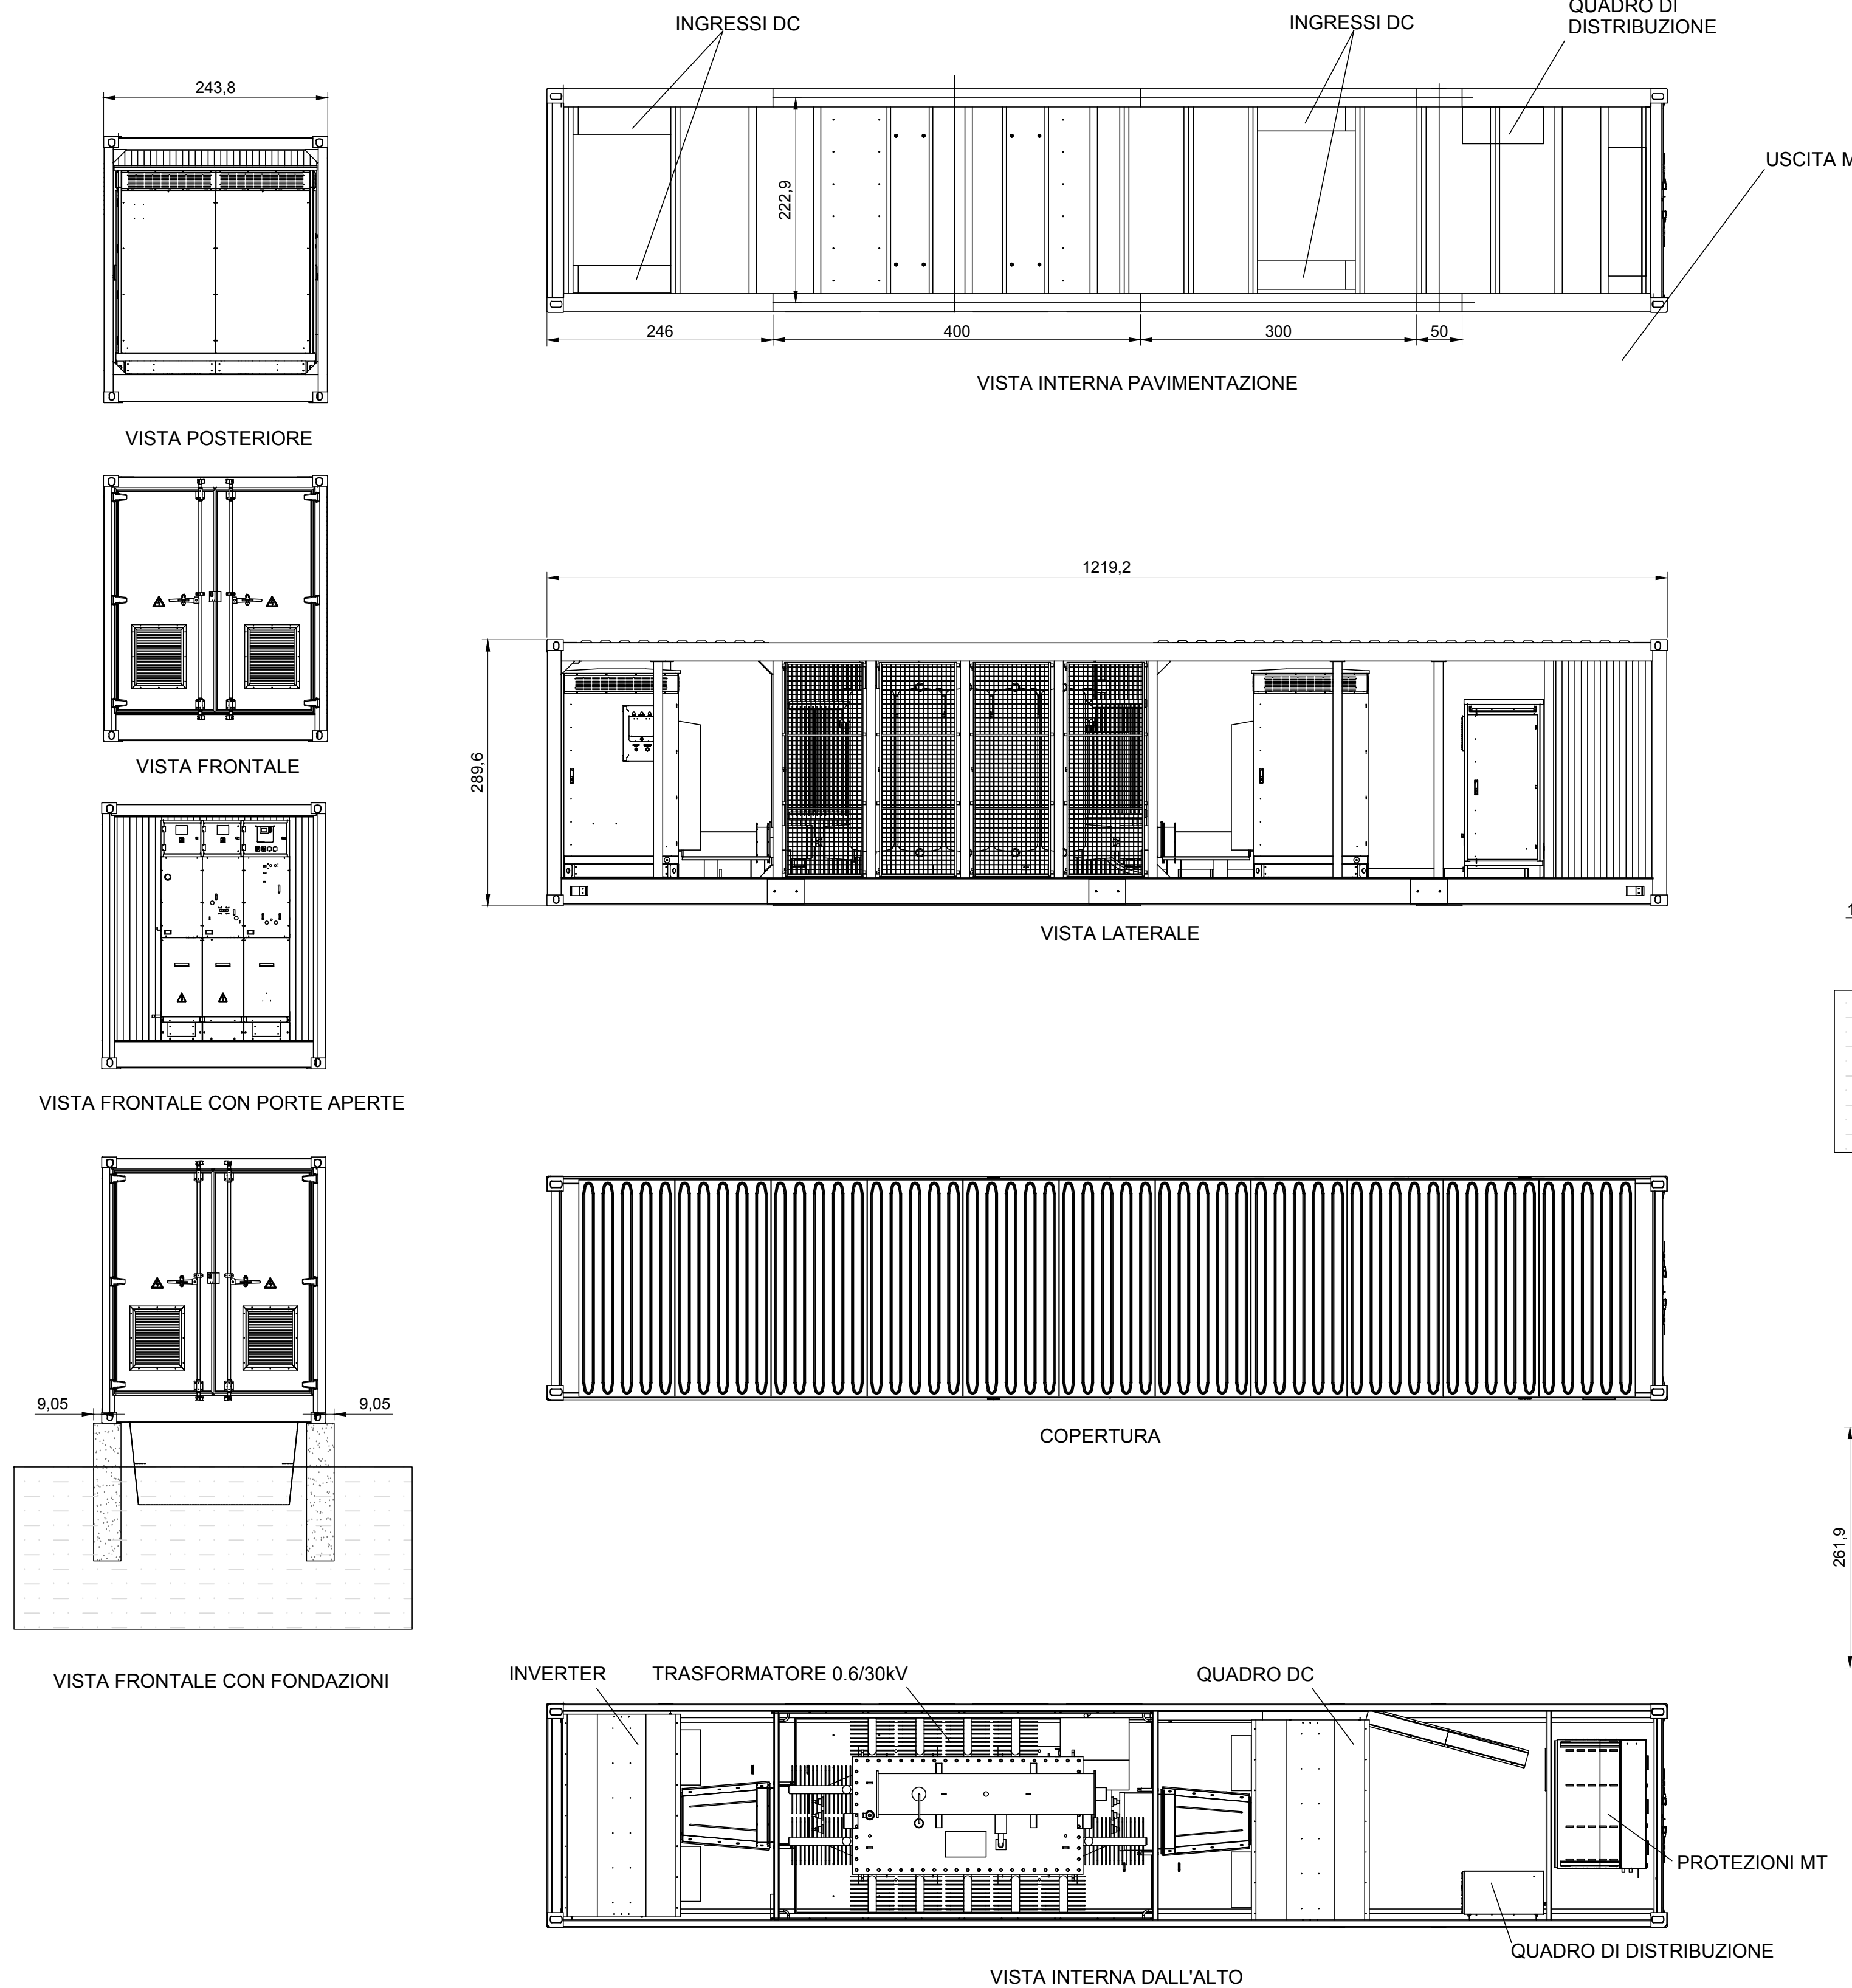 INGRESSI DC
INGRESSI DC
QUADRO DI
DISTRIBUZIONE
243,8
USCITA M
222,9
246
400
300
50
VISTA INTERNA PAVIMENTAZIONE
VISTA POSTERIORE
1219,2
289,6
VISTA FRONTALE
VISTA LATERALE
1
VISTA FRONTALE CON PORTE APERTE
9,05
9,05
COPERTURA
261,9
VISTA FRONTALE CON FONDAZIONI
INVERTER
TRASFORMATORE 0.6/30kV
QUADRO DC
PROTEZIONI MT
QUADRO DI DISTRIBUZIONE
VISTA INTERNA DALL'ALTO